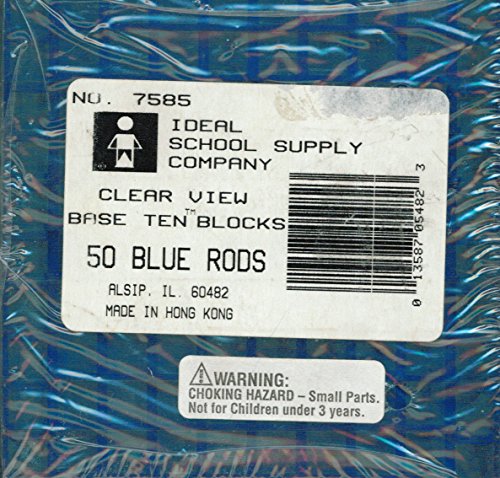 NO. 7585
IDEAL
SCHOOL SUPPLY
COMPANY
CLEAR VIEW
BASE TEN™ BLOCKS
50 BLUE RODS
ALSIP, IL. 60482
MADE IN HONG KONG
0 13587 05482 3
⚠WARNING:
CHOKING HAZARD – Small Parts.
Not for Children under 3 years.